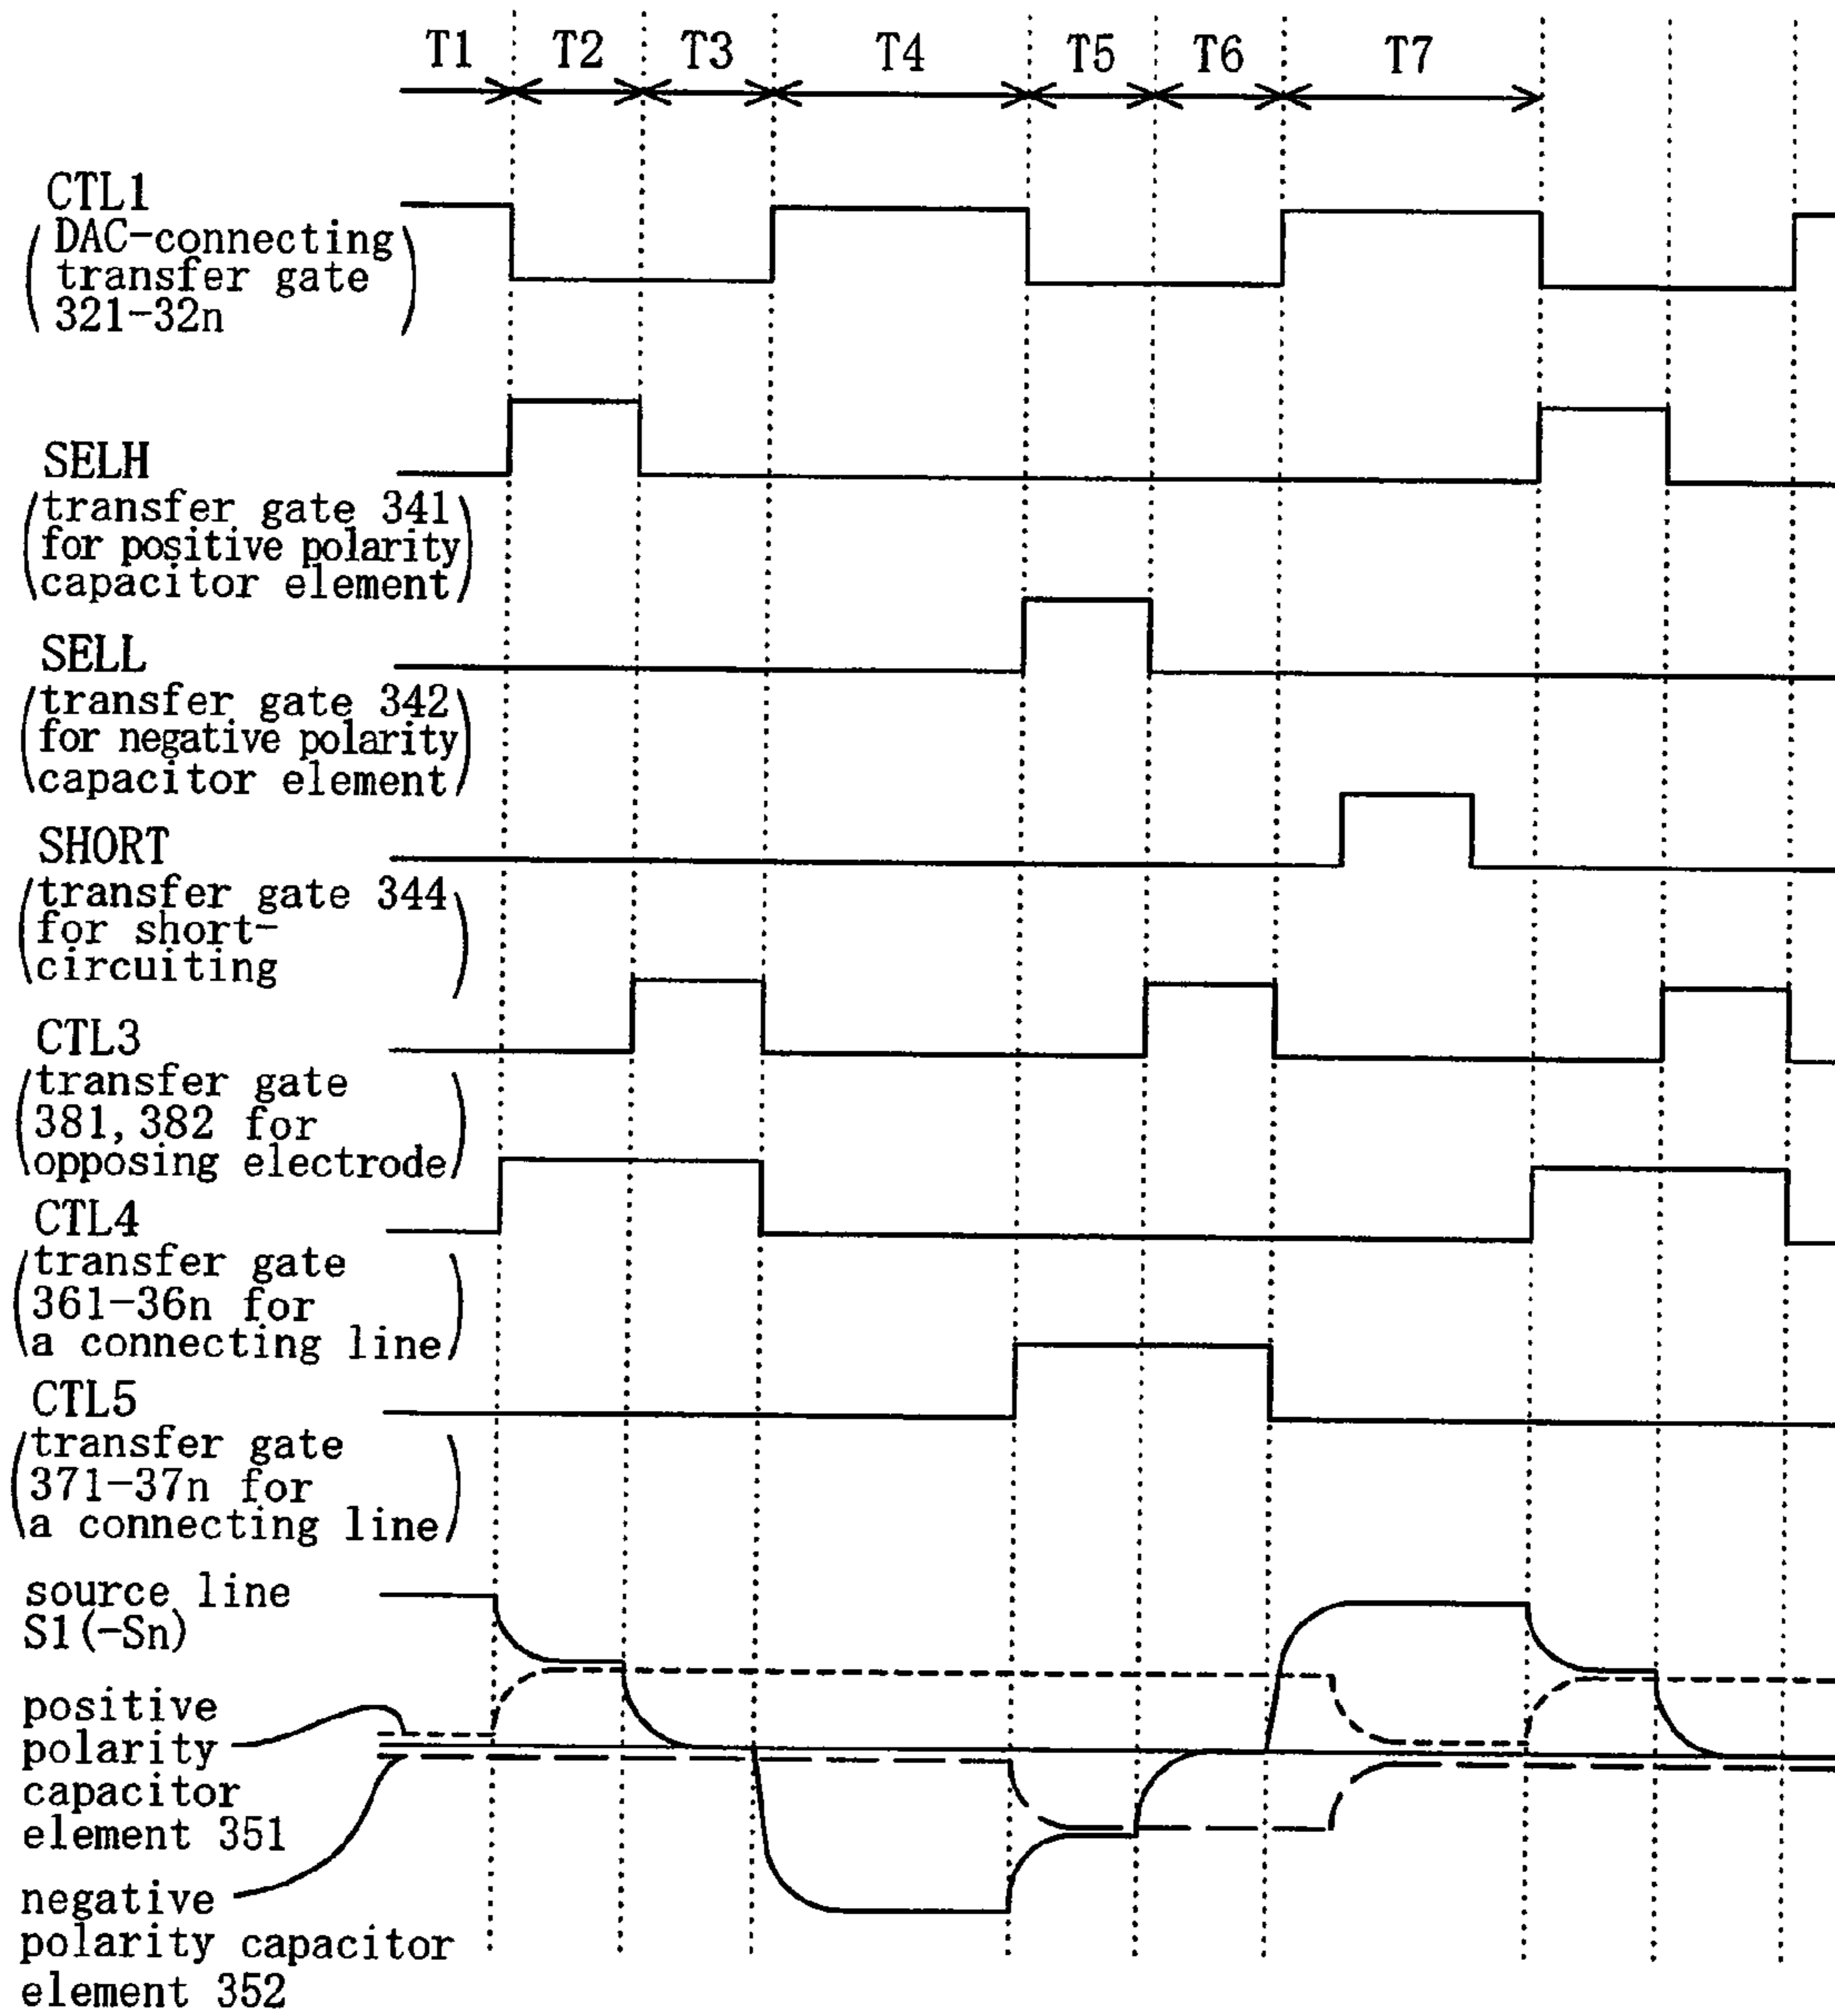 T1 T2 T3 T4 T5 T6 T7
CTL1
DAC-connecting
transfer gate
321-32n
SELH
transfer gate 341
for positive polarity
capacitor element
SELL
transfer gate 342
for negative polarity
capacitor element
SHORT
transfer gate 344
for short-
circuiting
CTL3
transfer gate
381,382 for
opposing electrode
CTL4
transfer gate
361-36n for
a connecting line
CTL5
transfer gate
371-37n for
a connecting line
source line
S1(-Sn)
positive
polarity
capacitor
element 351
negative
polarity capacitor
element 352